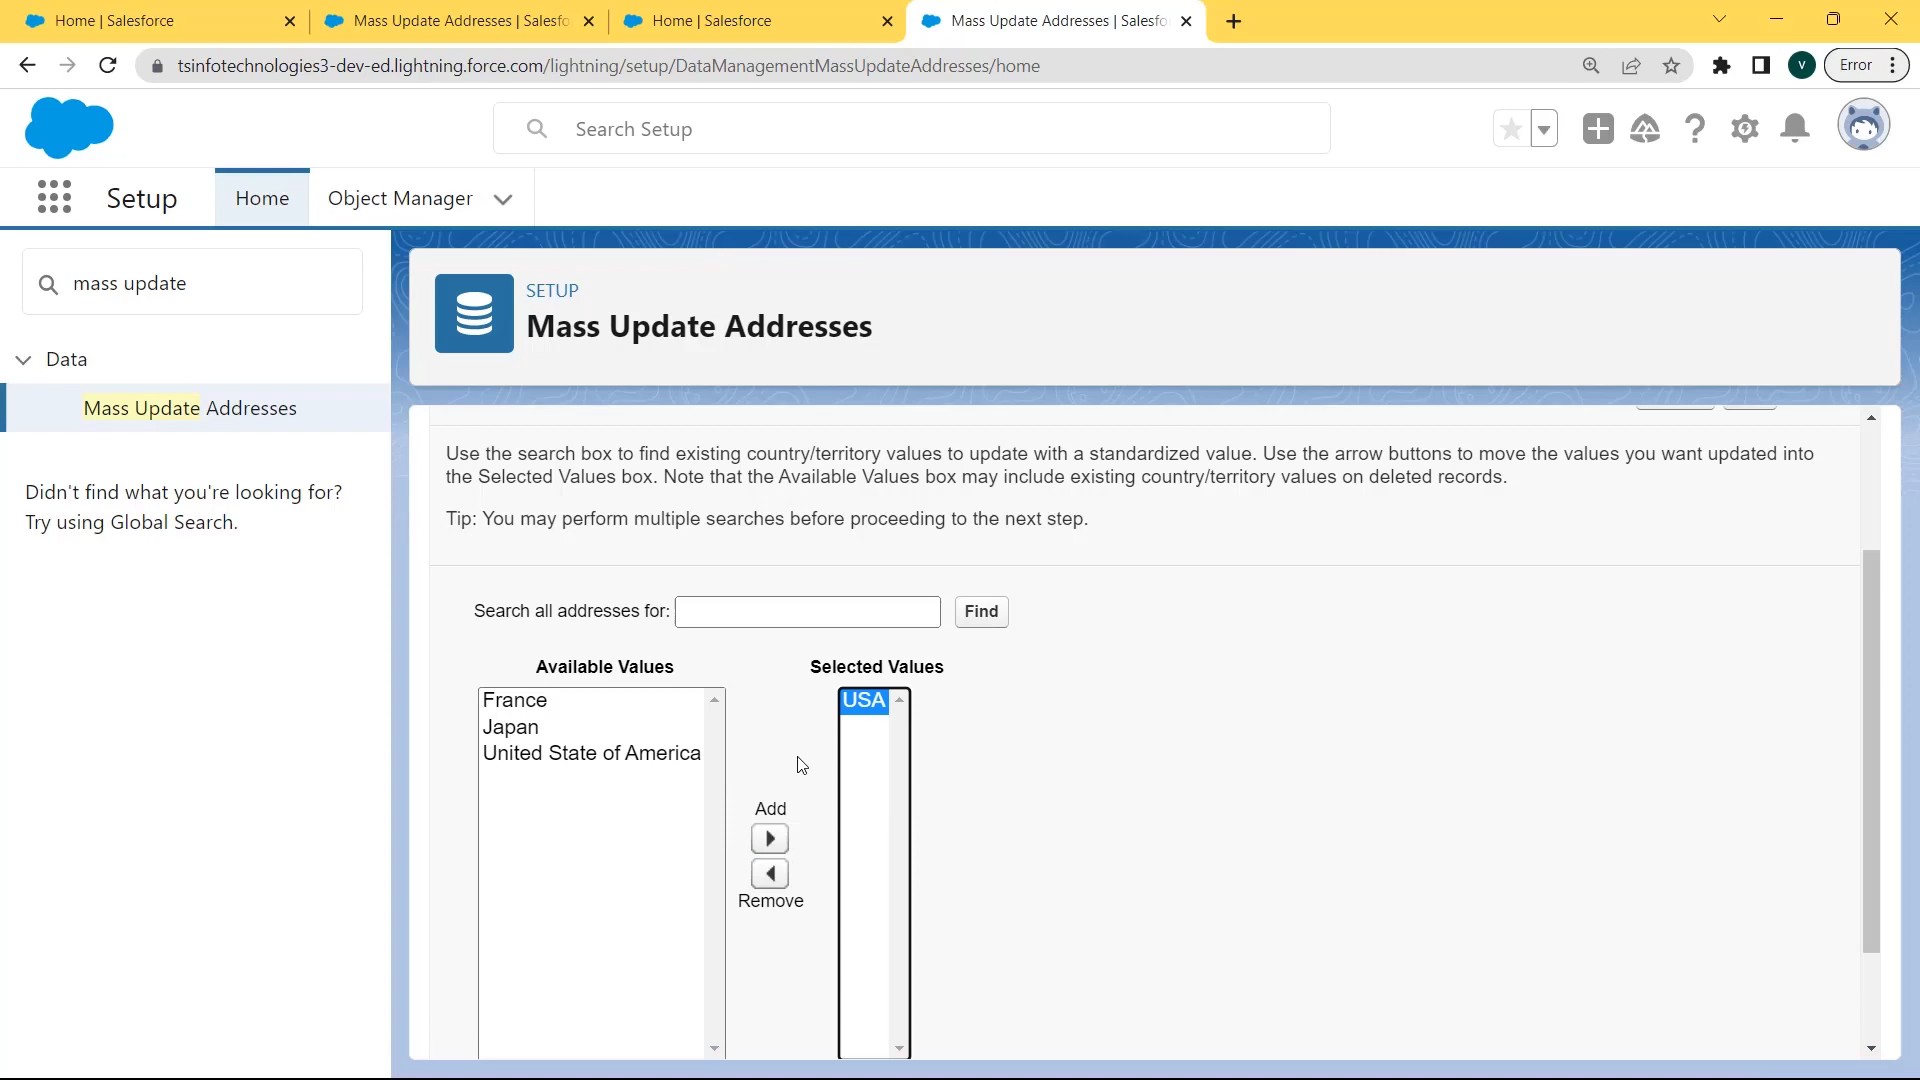 Home | Salesforce
Mass Update Addresses | Salesfo
Home | Salesforce
Mass Update Addresses | Salesfo
tsinfotechnologies3-dev-ed.lightning.force.com/lightning/setup/DataManagementMassUpdateAddresses/home
V
Error
Search Setup
Setup
Home
Object Manager
mass update
Data
Mass Update Addresses
Didn't find what you're looking for?
Try using Global Search.
SETUP
Mass Update Addresses
Use the search box to find existing country/territory values to update with a standardized value. Use the arrow buttons to move the values you want updated into
the Selected Values box. Note that the Available Values box may include existing country/territory values on deleted records.
Tip: You may perform multiple searches before proceeding to the next step.
Search all addresses for:
Find
Available Values
Selected Values
France
Japan
United State of America
USA
Add
Remove